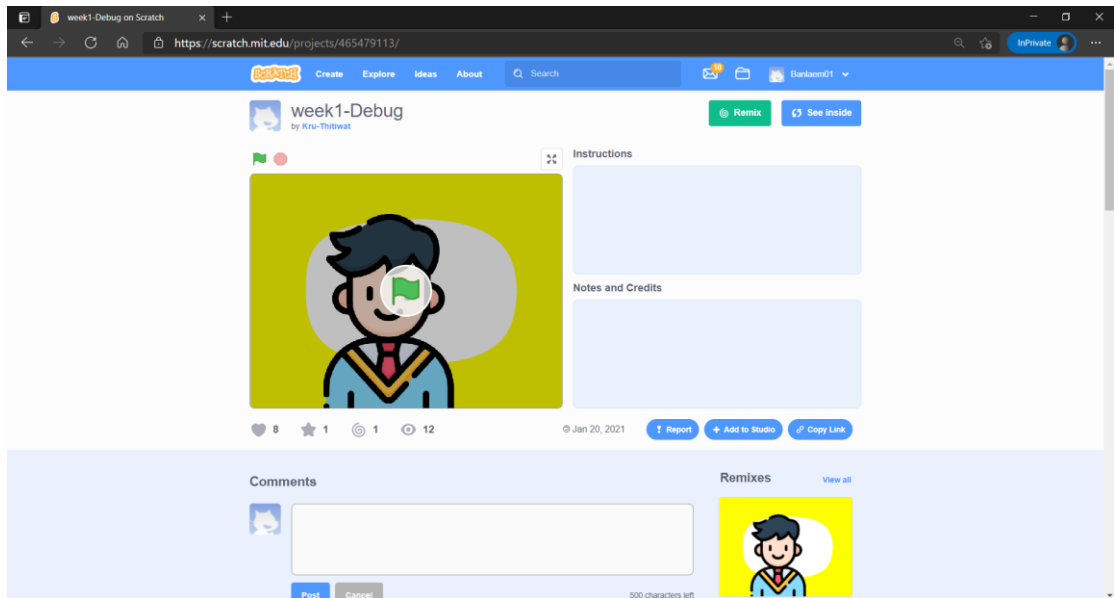 week1-Debug on Scratch
https://scratch.mit.edu/projects/465479113/
InPrivate
SCRATCH Create Explore Ideas About Search 10 Banlaem01
week1-Debug
by Kru-Thitiwat
Remix See inside
Instructions
Notes and Credits
8 1 1 12 © Jan 20, 2021 Report + Add to Studio Copy Link
Comments
Remixes View all
Post Cancel 500 characters left